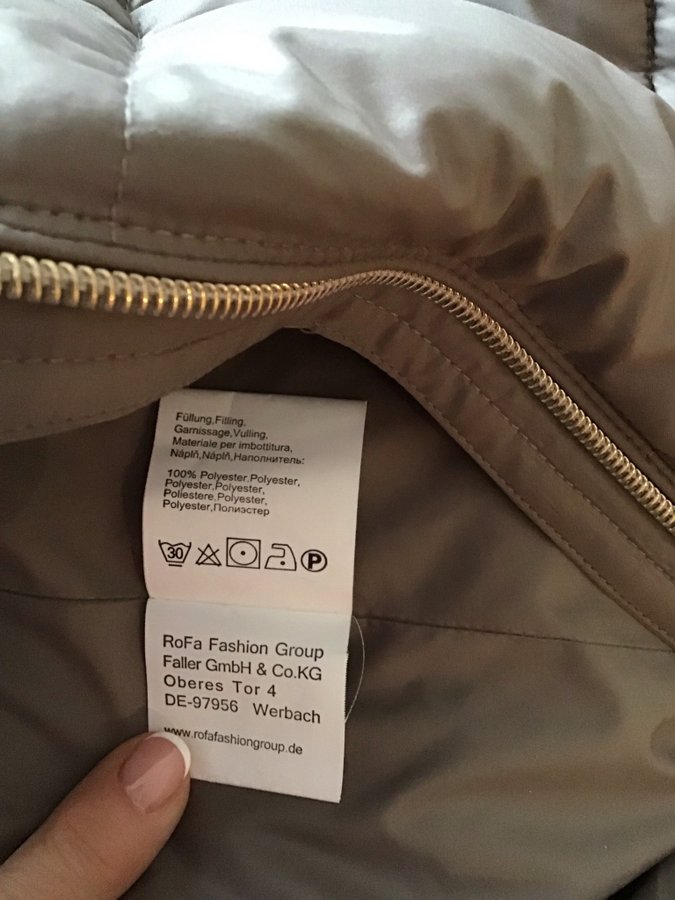 Füllung,Filling,
Garnissage,Vulling,
Materiale per imbottitura,
Náplň,Náplň,Наполнитель:
100% Polyester,Polyester,
Polyester,Polyester,
Poliestere,Polyester,
Polyester,Полиэстер
30 P
RoFa Fashion Group
Faller GmbH & Co.KG
Oberes Tor 4
DE-97956 Werbach
www.rofafashiongroup.de